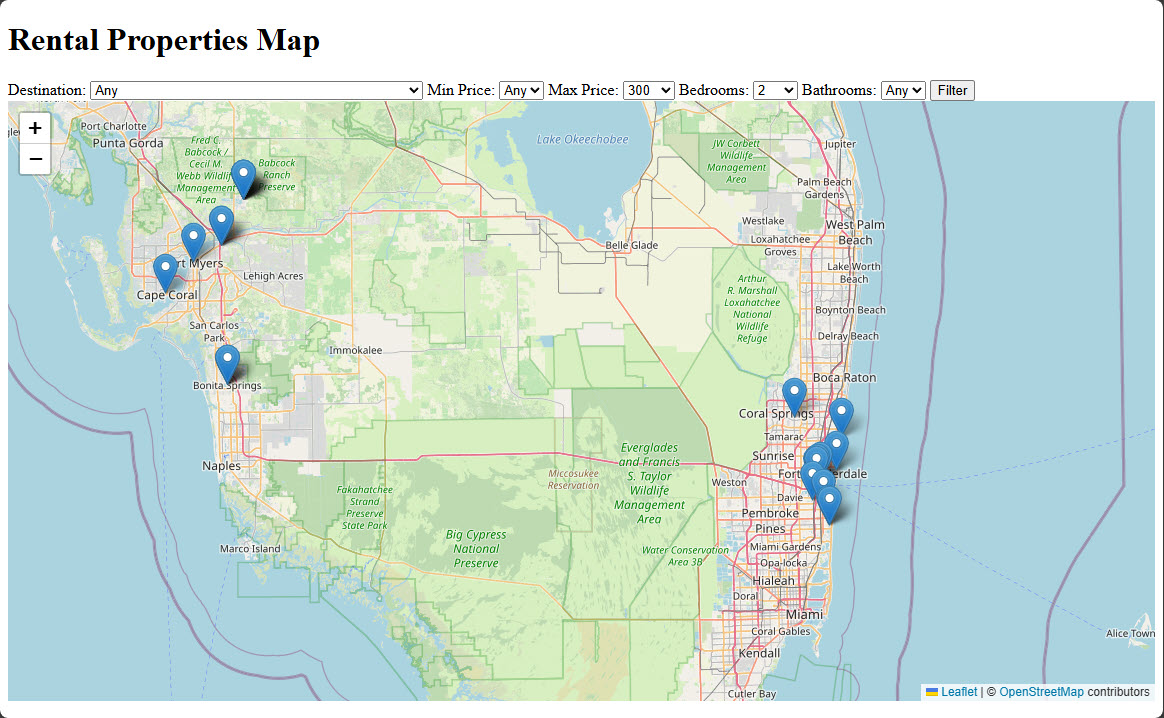 Rental Properties Map
Destination: Any Min Price: Any Max Price: 300 Bedrooms: 2 Bathrooms: Any Filter
+
−
Port Charlotte
Punta Gorda
Fred C.
Babcock /
Cecil M.
Webb Wildlife
Management
Area
Babcock
Ranch
Preserve
rt Myers
Cape Coral
Lehigh Acres
San Carlos
Park
Bonita Springs
Immokalee
Naples
Marco Island
Fakahatchee
Strand
Preserve
State Park
Big Cypress
National
Preserve
Miccosukee
Reservation
Everglades
and Francis
S. Taylor
Wildlife
Management
Area
Water Conservation
Area 3B
Lake Okeechobee
Belle Glade
JW Corbett
Wildlife
Management
Area
Jupiter
Palm Beach
Gardens
Westlake
West Palm
Beach
Loxahatchee
Groves
Lake Worth
Beach
Arthur
R. Marshall
Loxahatchee
National
Wildlife
Refuge
Boynton Beach
Delray Beach
Boca Raton
Coral Springs
Tamarac
Sunrise
Fort
erdale
Weston
Davie
Pembroke
Pines
Miami Gardens
Opa-locka
Hialeah
Doral
Miami
Coral Gables
Kendall
Cutler Bay
Alice Town
Leaflet | © OpenStreetMap contributors